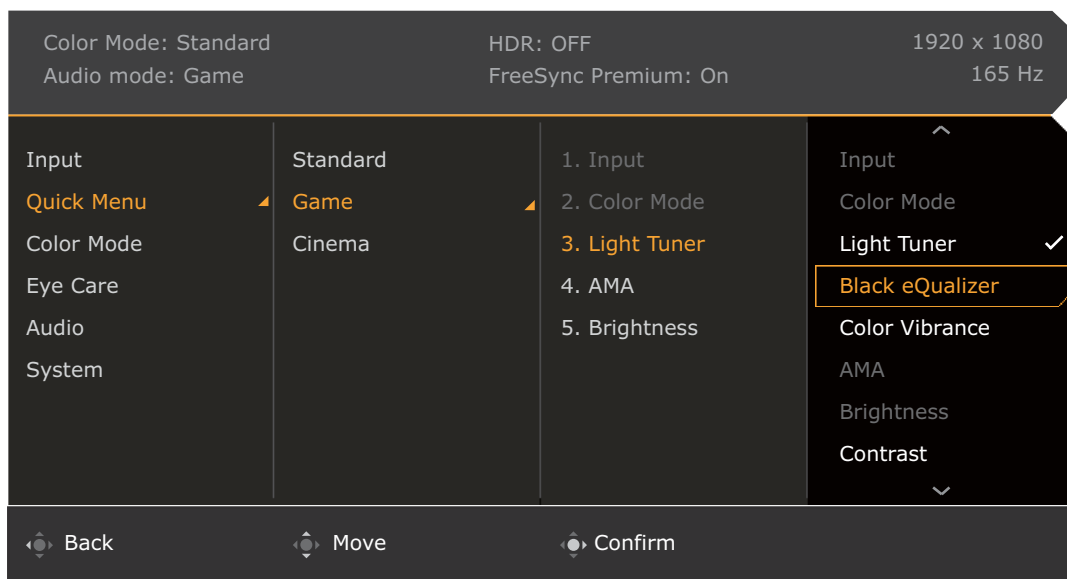 Color Mode: Standard
Audio mode: Game
HDR: OFF
FreeSync Premium: On
1920 x 1080
165 Hz
Input
Quick Menu
Color Mode
Eye Care
Audio
System
Standard
Game
Cinema
1. Input
2. Color Mode
3. Light Tuner
4. AMA
5. Brightness
Input
Color Mode
Light Tuner
Black eQualizer
Color Vibrance
AMA
Brightness
Contrast
Back
Move
Confirm